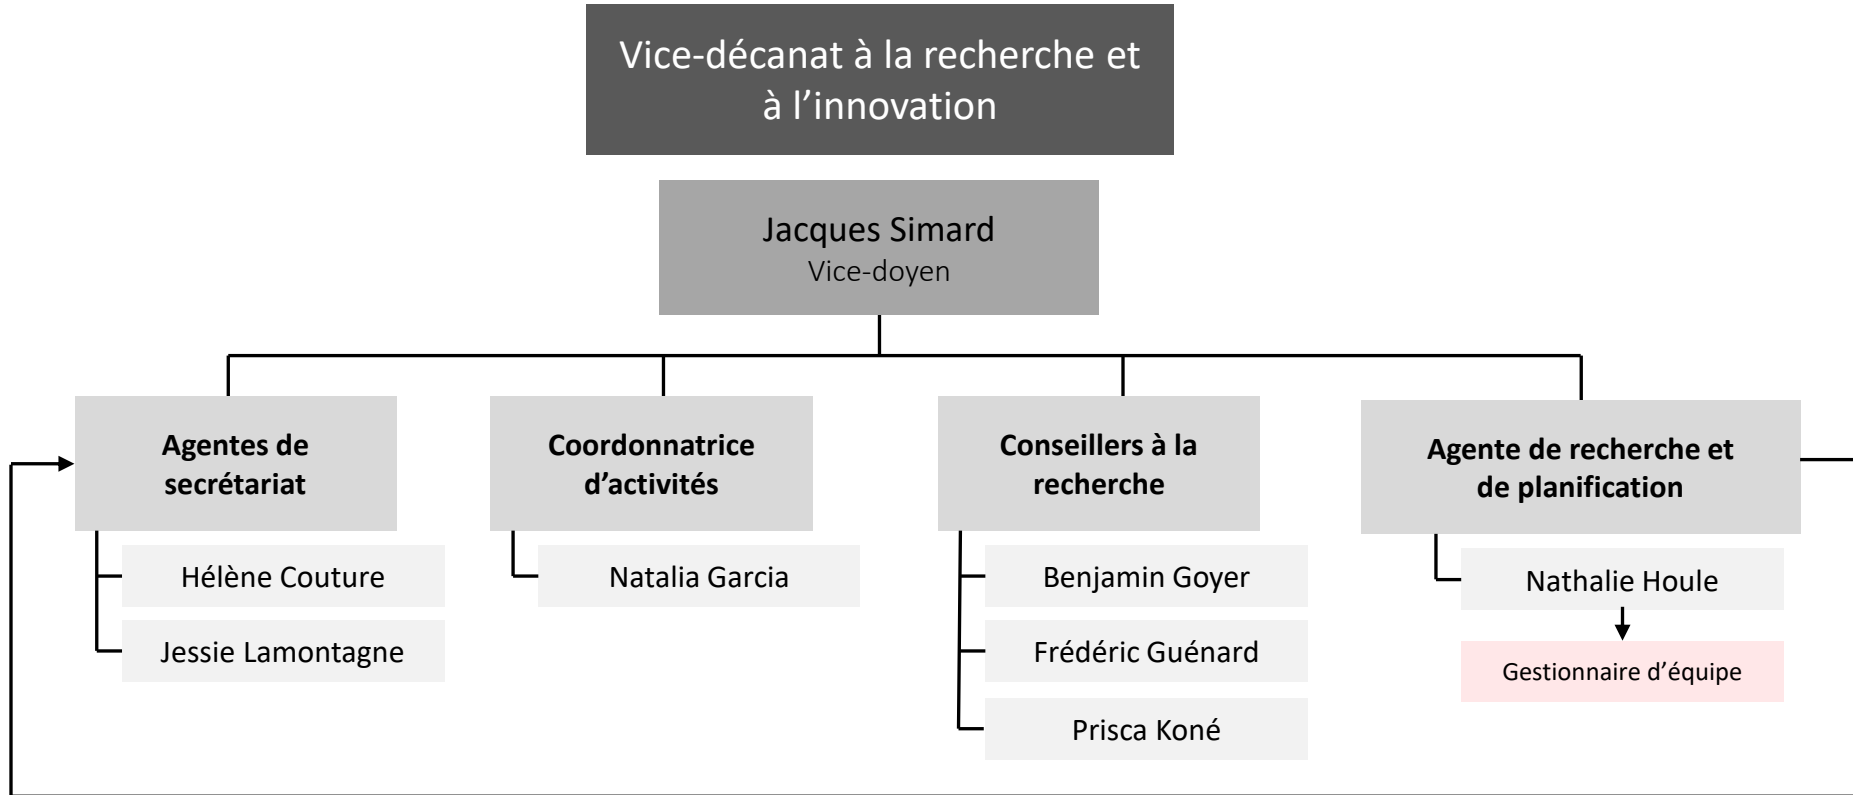 Vice-décanat à la recherche et
à l’innovation
Jacques Simard
Vice-doyen
Agentes de
secrétariat
Hélène Couture
Jessie Lamontagne
Coordonnatrice
d’activités
Natalia Garcia
Conseillers à la
recherche
Benjamin Goyer
Frédéric Guénard
Prisca Koné
Agente de recherche et
de planification
Nathalie Houle
Gestionnaire d’équipe